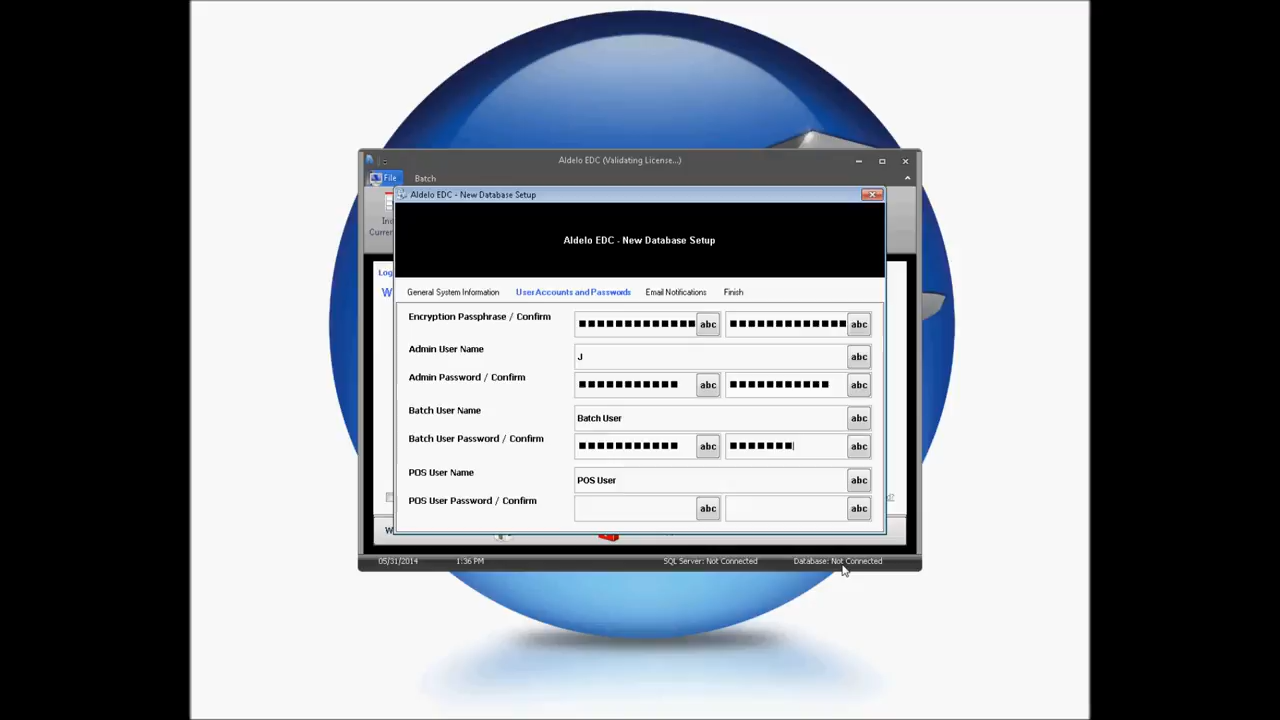 Aldelo EDC (Validating License...)
File Batch
Aldelo EDC - New Database Setup
Aldelo EDC - New Database Setup
General System Information User Accounts and Passwords Email Notifications Finish
Encryption Passphrase / Confirm abc abc
Admin User Name J abc
Admin Password / Confirm abc abc
Batch User Name Batch User abc
Batch User Password / Confirm abc abc
POS User Name POS User abc
POS User Password / Confirm abc abc
05/31/2014 1:36 PM SQL Server: Not Connected Database: Not Connected